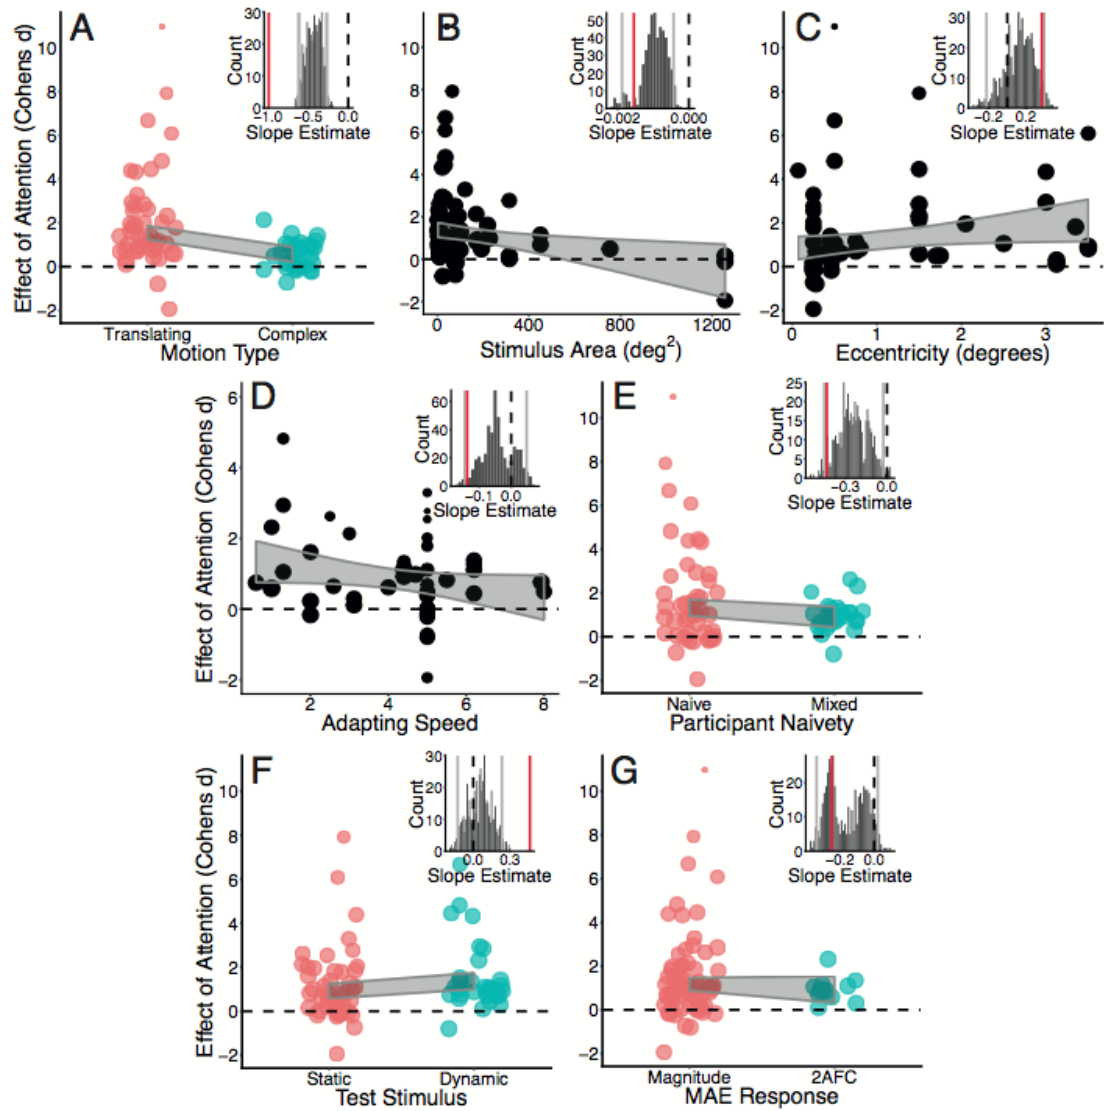 A
Effect of Attention (Cohens d)
10
8
6
4
2
0
−2
Translating Complex
Motion Type
Count
30
20
10
0
−1.0 −0.5 0.0
Slope Estimate
B
10
8
6
4
2
0
−2
0 400 800 1200
Stimulus Area (deg²)
Count
50
40
30
20
10
0
−0.002 0.000
Slope Estimate
C
10
8
6
4
2
0
−2
0 1 2 3
Eccentricity (degrees)
Count
30
20
10
0
−0.2 0.2
Slope Estimate
D
Effect of Attention (Cohens d)
6
4
2
0
−2
2 4 6 8
Adapting Speed
Count
60
40
20
0
−0.1 0.0
Slope Estimate
E
10
8
6
4
2
0
−2
Naive Mixed
Participant Naivety
Count
25
20
15
10
5
0
−0.3 0.0
Slope Estimate
F
Effect of Attention (Cohens d)
10
8
6
4
2
0
−2
Static Dynamic
Test Stimulus
Count
30
20
10
0
0.0 0.3
Slope Estimate
G
10
8
6
4
2
0
−2
Magnitude 2AFC
MAE Response
Count
20
10
0
−0.2 0.0
Slope Estimate